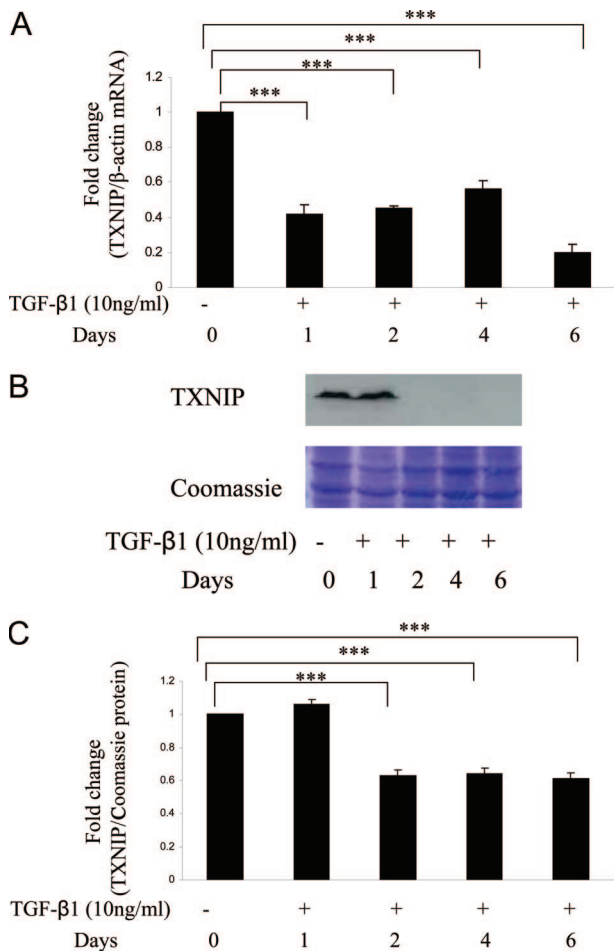 A
***
***
***
***
Fold change
(TXNIP/β-actin mRNA)
1.2
1
0.8
0.6
0.4
0.2
0
TGF-β1 (10ng/ml) - + + + +
Days 0 1 2 4 6
B
TXNIP
Coomassie
TGF-β1 (10ng/ml) - + + + +
Days 0 1 2 4 6
C
***
***
***
Fold change
(TXNIP/Coomassie protein)
1.2
1
0.8
0.6
0.4
0.2
0
TGF-β1 (10ng/ml) - + + + +
Days 0 1 2 4 6